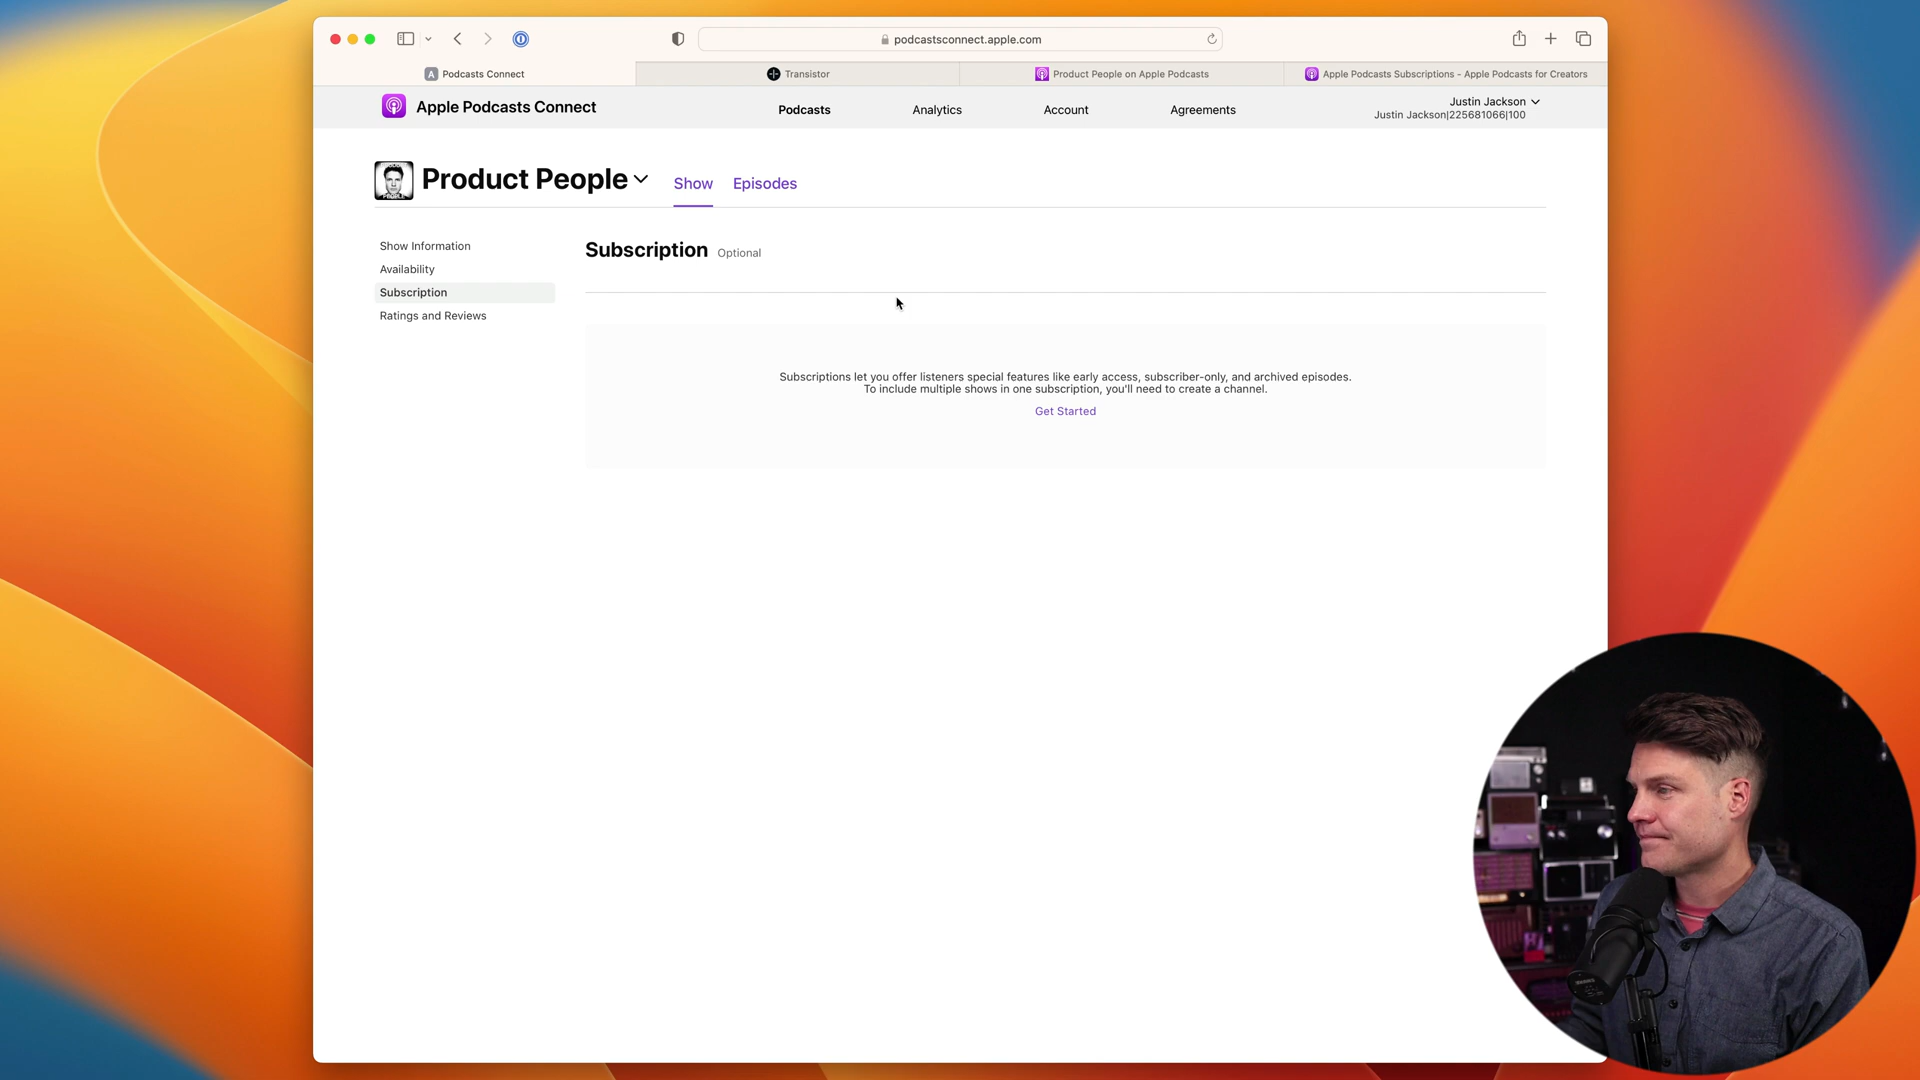 podcastsconnect.apple.com
A Podcasts Connect
Transistor
Product People on Apple Podcasts
Apple Podcasts Subscriptions - Apple Podcasts for Creators
Apple Podcasts Connect
Podcasts
Analytics
Account
Agreements
Justin Jackson
Justin Jackson|225681066|100
Product People
Show
Episodes
Show Information
Availability
Subscription
Ratings and Reviews
Subscription Optional
Subscriptions let you offer listeners special features like early access, subscriber-only, and archived episodes.
To include multiple shows in one subscription, you'll need to create a channel.
Get Started